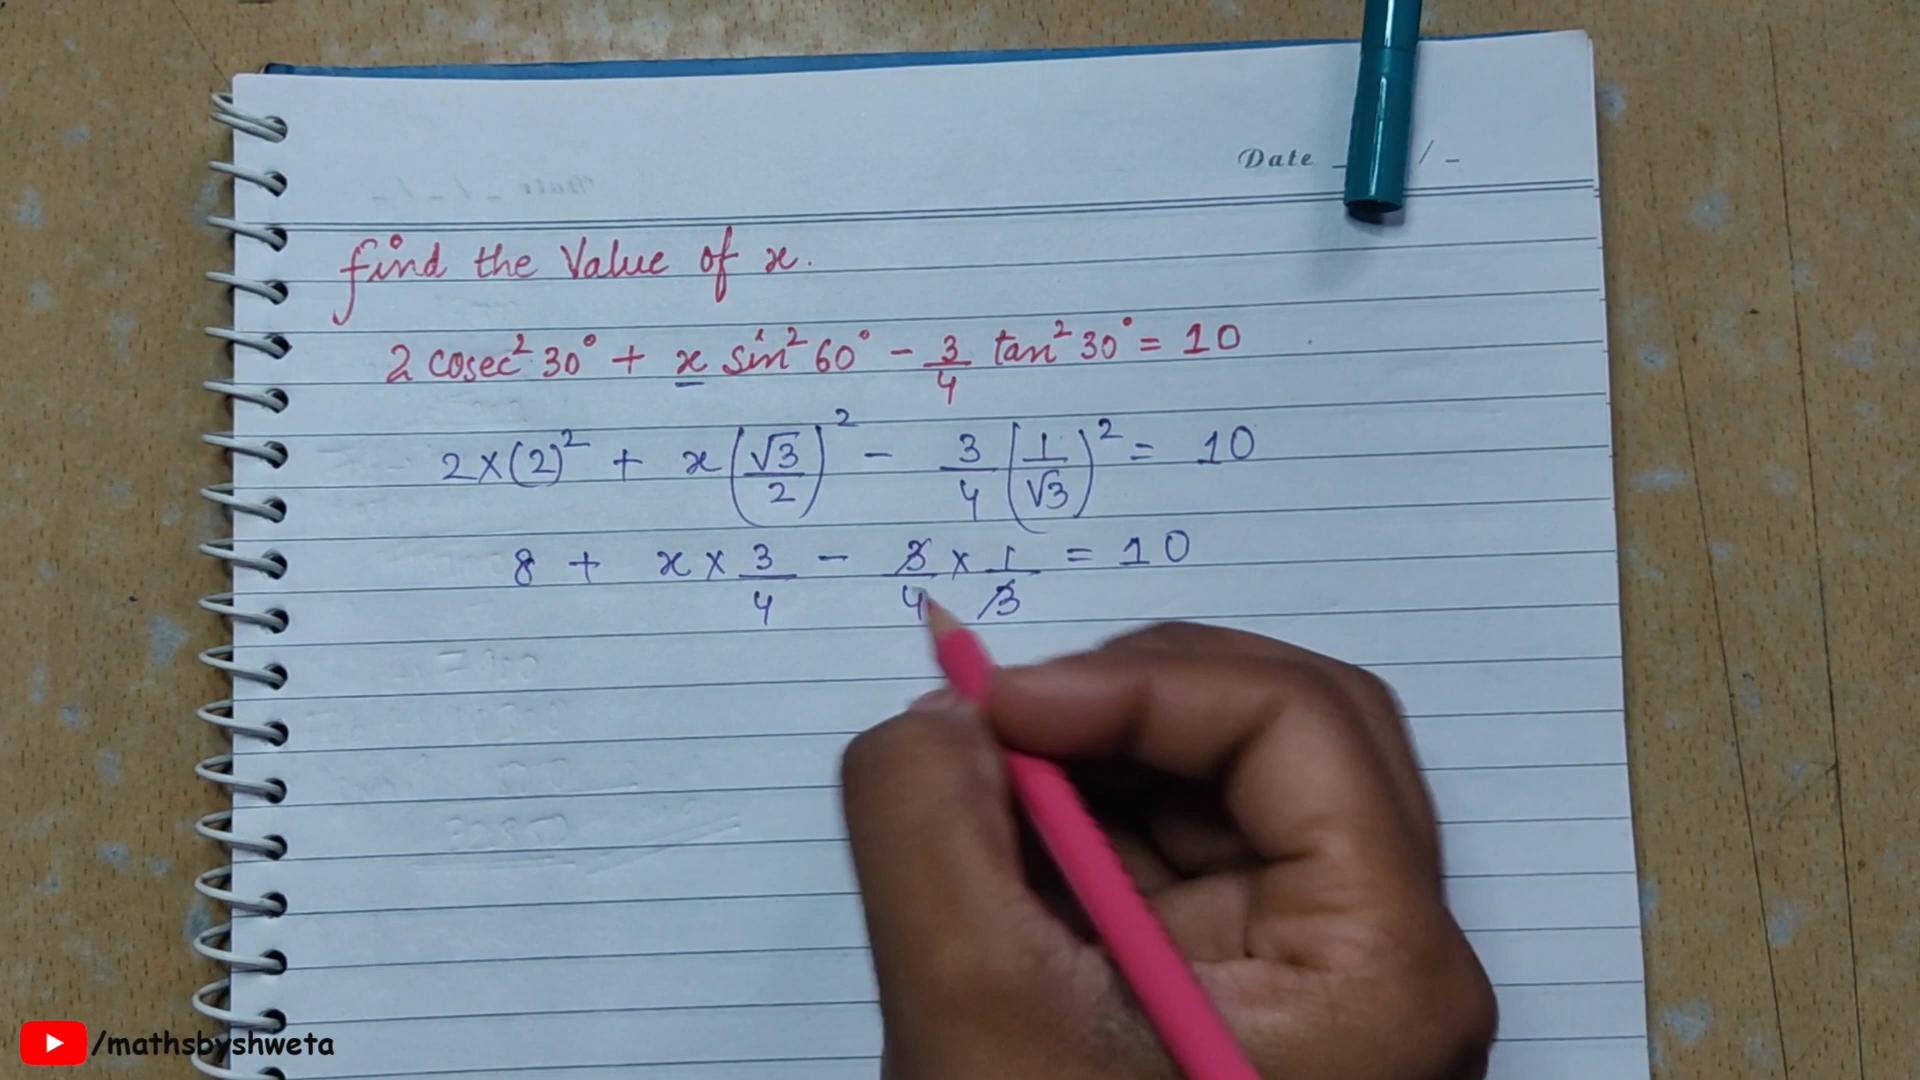 Date _ / _
find the Value of x.
2 cosec² 30° + x sin² 60° - 3/4 tan² 30° = 10
2×(2)² + x(√3/2)² - 3/4(1/√3)² = 10
8 + x × 3/4 - 3/4 × 1/3 = 10
/mathsbyshweta